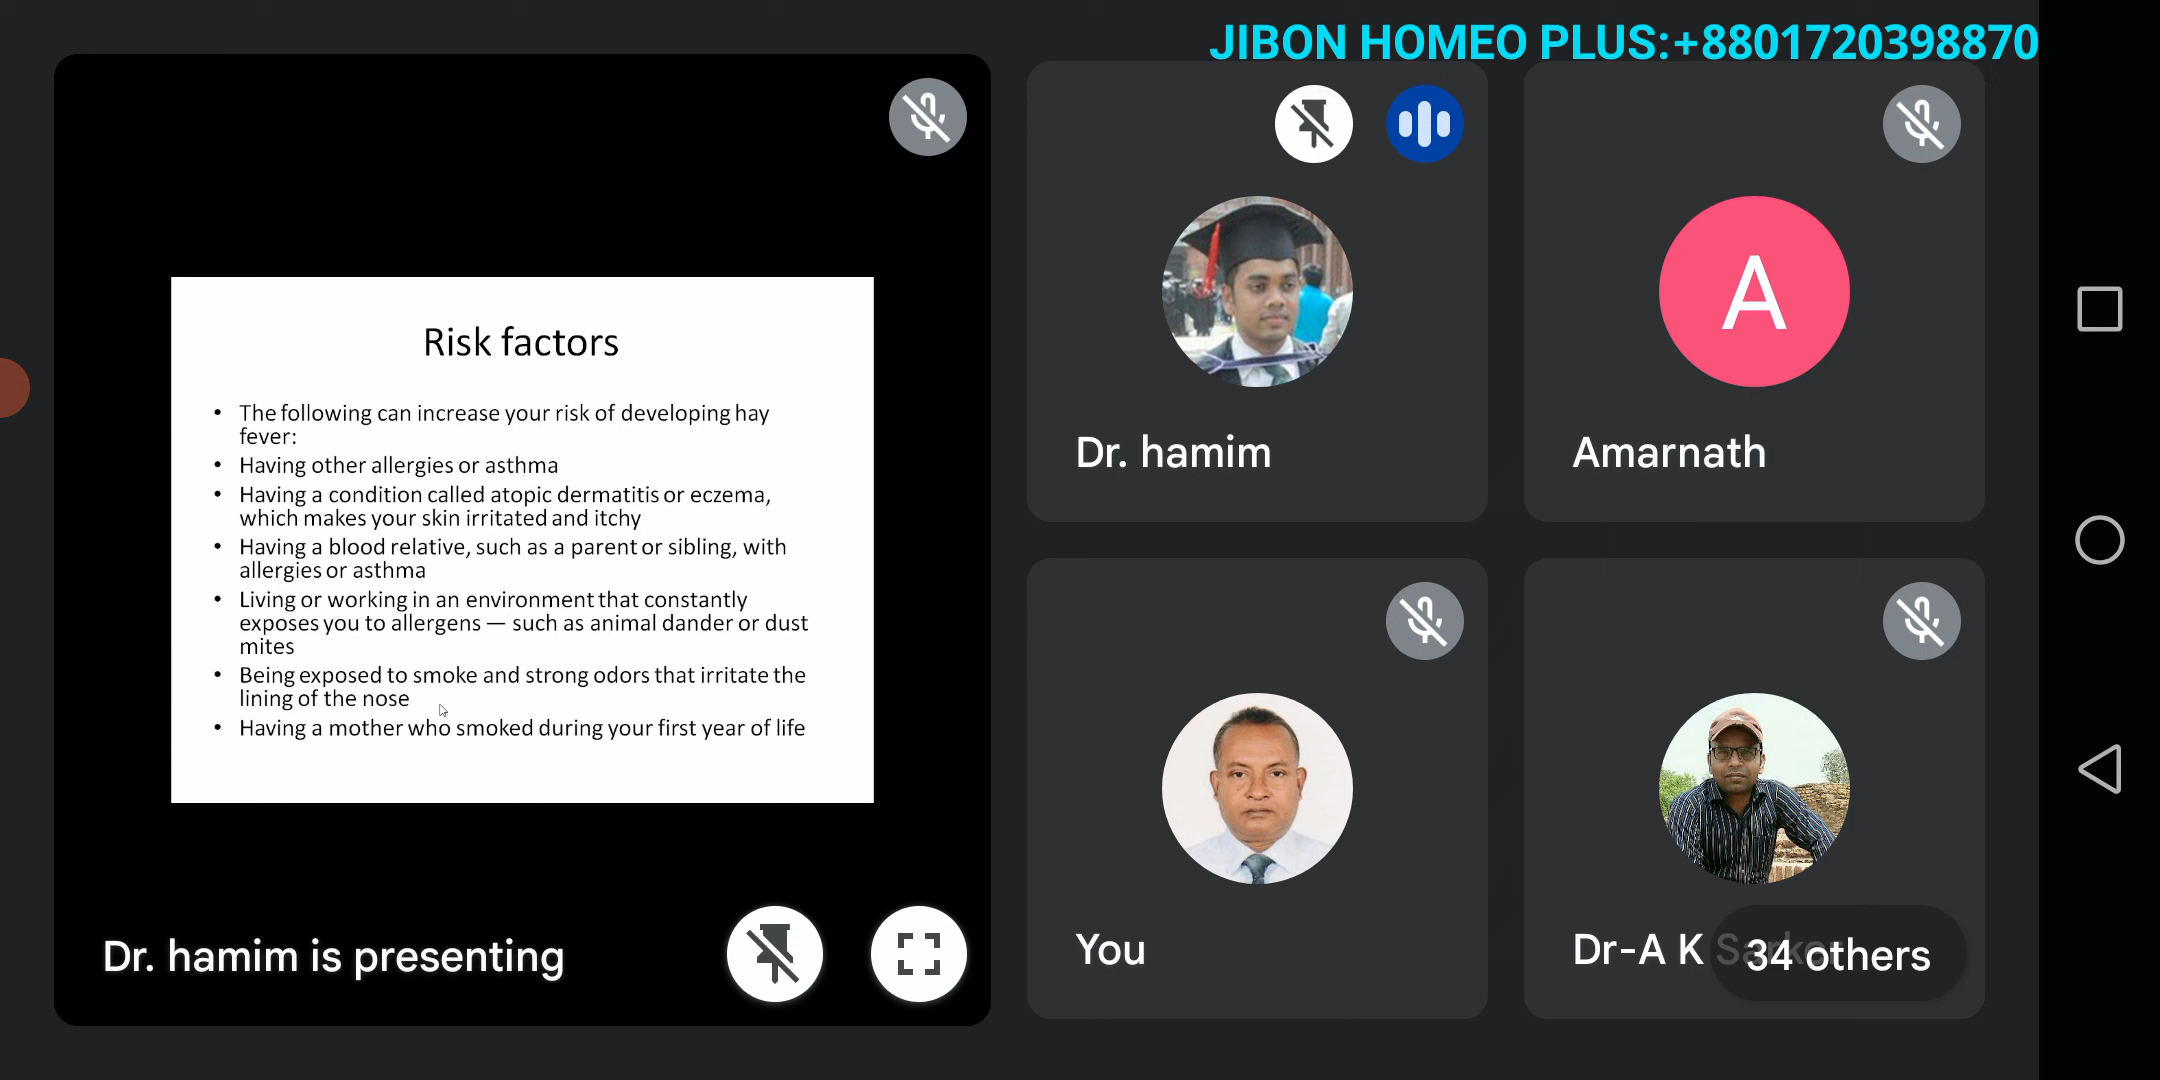 JIBON HOMEO PLUS:+8801720398870
Risk factors
• The following can increase your risk of developing hay
fever:
• Having other allergies or asthma
• Having a condition called atopic dermatitis or eczema,
which makes your skin irritated and itchy
• Having a blood relative, such as a parent or sibling, with
allergies or asthma
• Living or working in an environment that constantly
exposes you to allergens — such as animal dander or dust
mites
• Being exposed to smoke and strong odors that irritate the
lining of the nose
• Having a mother who smoked during your first year of life
Dr. hamim is presenting
Dr. hamim
A
Amarnath
You
Dr-A K Sarker
34 others